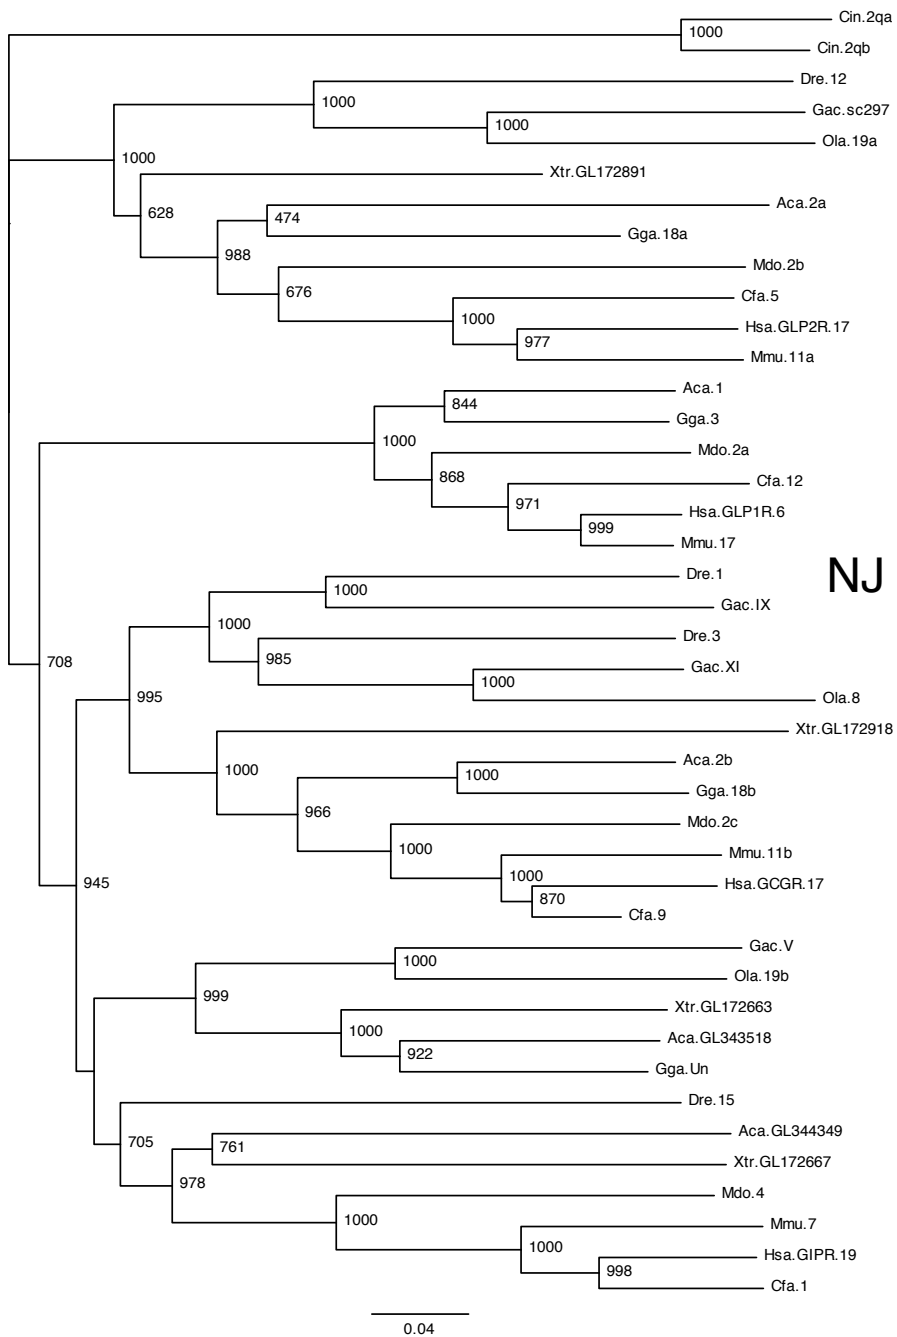 Cin.2qa
1000
Cin.2qb
Dre.12
1000
Gac.sc297
1000
Ola.19a
1000
Xtr.GL172891
628
Aca.2a
474
Gga.18a
988
Mdo.2b
676
Cfa.5
1000
Hsa.GLP2R.17
977
Mmu.11a
Aca.1
844
Gga.3
1000
Mdo.2a
868
Cfa.12
971
Hsa.GLP1R.6
999
Mmu.17
NJ
Dre.1
1000
Gac.IX
1000
Dre.3
985
708
Gac.XI
1000
995
Ola.8
Xtr.GL172918
1000
Aca.2b
1000
Gga.18b
966
Mdo.2c
1000
Mmu.11b
1000
945
Hsa.GCGR.17
870
Cfa.9
Gac.V
1000
Ola.19b
999
Xtr.GL172663
1000
Aca.GL343518
922
Gga.Un
Dre.15
705
Aca.GL344349
761
Xtr.GL172667
978
Mdo.4
1000
Mmu.7
1000
Hsa.GIPR.19
998
Cfa.1
0.04